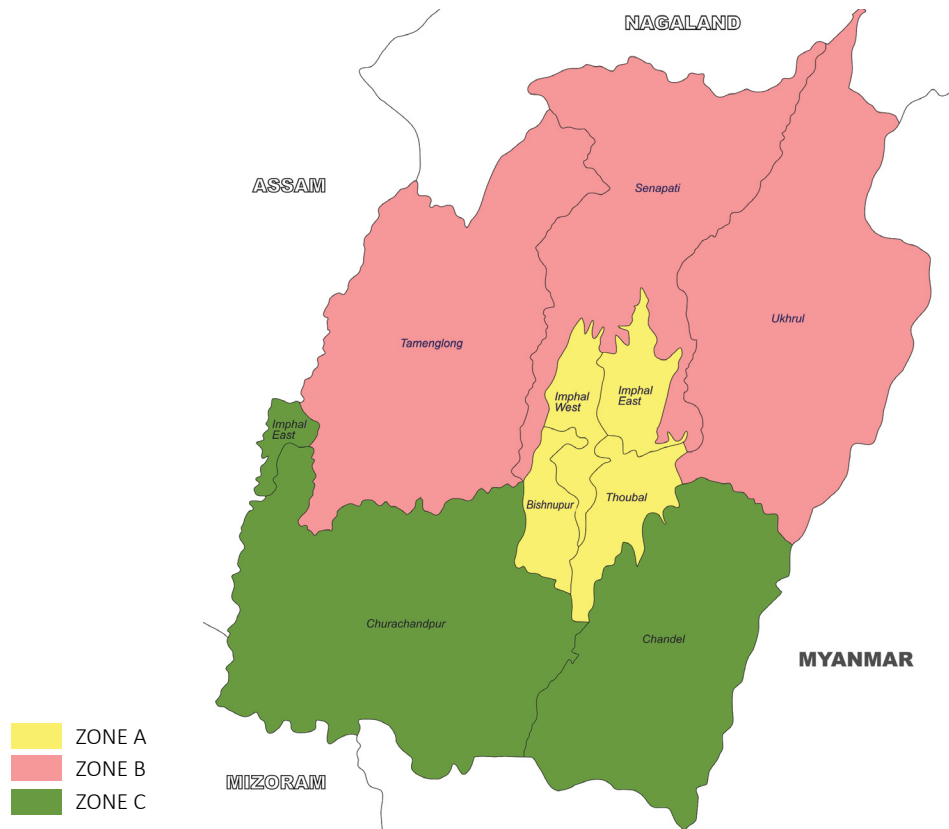 NAGALAND
ASSAM
Senapati
Ukhrul
Tamenglong
Imphal
West
Imphal
East
Imphal
East
Bishnupur
Thoubal
Churachandpur
Chandel
MYANMAR
ZONE A
ZONE B
ZONE C
MIZORAM